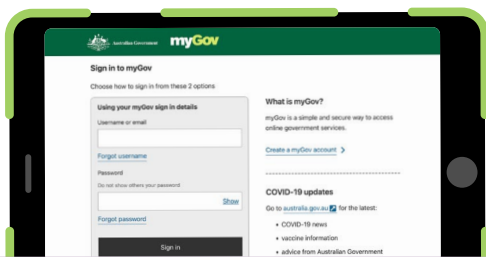 Australian Government
myGov
Sign in to myGov
Choose how to sign in from these 2 options
Using your myGov sign in details
Username or email
Forgot username
Password
Do not show others your password
Show
Forgot password
Sign in
What is myGov?
myGov is a simple and secure way to access
online government services.
Create a myGov account
COVID-19 updates
Go to australia.gov.au for the latest:
• COVID-19 news
• vaccine information
• advice from Australian Government